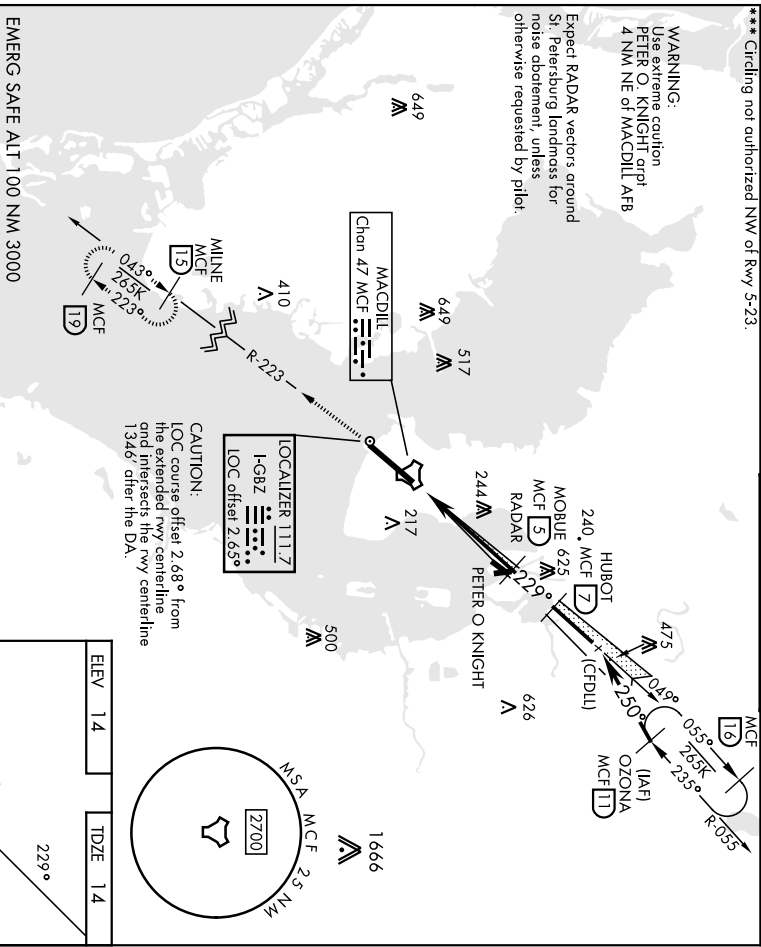 *** Circling not authorized NW of Rwy 5-23.
WARNING:
Use extreme caution
PETER O. KNIGHT arpt
4 NM NE of MACDILL AFB
Expect RADAR vectors around
St. Petersburg landmass for
noise abatement, unless
otherwise requested by pilot.
649
649
517
MACDILL
Chan 47 MCF
410
MILNE
MCF
15
043°
265K
223°
MCF
19
R-223
EMERG SAFE ALT 100 NM 3000
HUBOT
MCF 7
240
MOBUE
MCF 5
RADAR
625
244
229°
217
PETER O KNIGHT
475
(CFDLL)
049°
250°
MCF
16
055°
265K
235°
R-055
(IAF)
OZONA
MCF 11
626
500
LOCALIZER 111.7
I-GBZ
LOC offset 2.65°
CAUTION:
LOC course offset 2.68° from
the extended rwy centerline
and intersects the rwy centerline
1346' after the DA.
1666
MSA MCF 25 NM
2700
ELEV 14
TDZE 14
229°